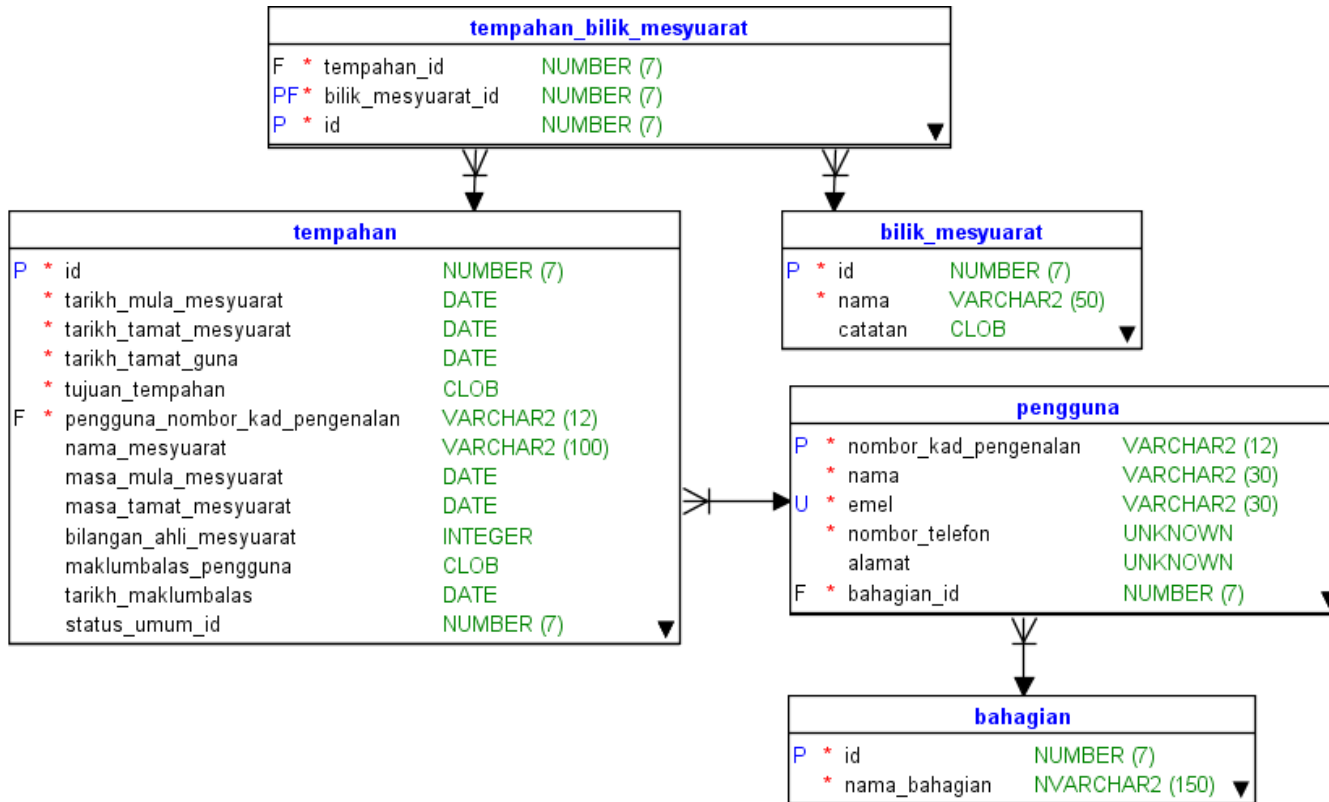 tempahan_bilik_mesyuarat
F * tempahan_id NUMBER (7)
PF* bilik_mesyuarat_id NUMBER (7)
P * id NUMBER (7)
tempahan
P * id NUMBER (7)
* tarikh_mula_mesyuarat DATE
* tarikh_tamat_mesyuarat DATE
* tarikh_tamat_guna DATE
* tujuan_tempahan CLOB
F * pengguna_nombor_kad_pengenalan VARCHAR2 (12)
nama_mesyuarat VARCHAR2 (100)
masa_mula_mesyuarat DATE
masa_tamat_mesyuarat DATE
bilangan_ahli_mesyuarat INTEGER
maklumbalas_pengguna CLOB
tarikh_maklumbalas DATE
status_umum_id NUMBER (7)
bilik_mesyuarat
P * id NUMBER (7)
* nama VARCHAR2 (50)
catatan CLOB
pengguna
P * nombor_kad_pengenalan VARCHAR2 (12)
* nama VARCHAR2 (30)
U * emel VARCHAR2 (30)
* nombor_telefon UNKNOWN
alamat UNKNOWN
F * bahagian_id NUMBER (7)
bahagian
P * id NUMBER (7)
* nama_bahagian NVARCHAR2 (150)